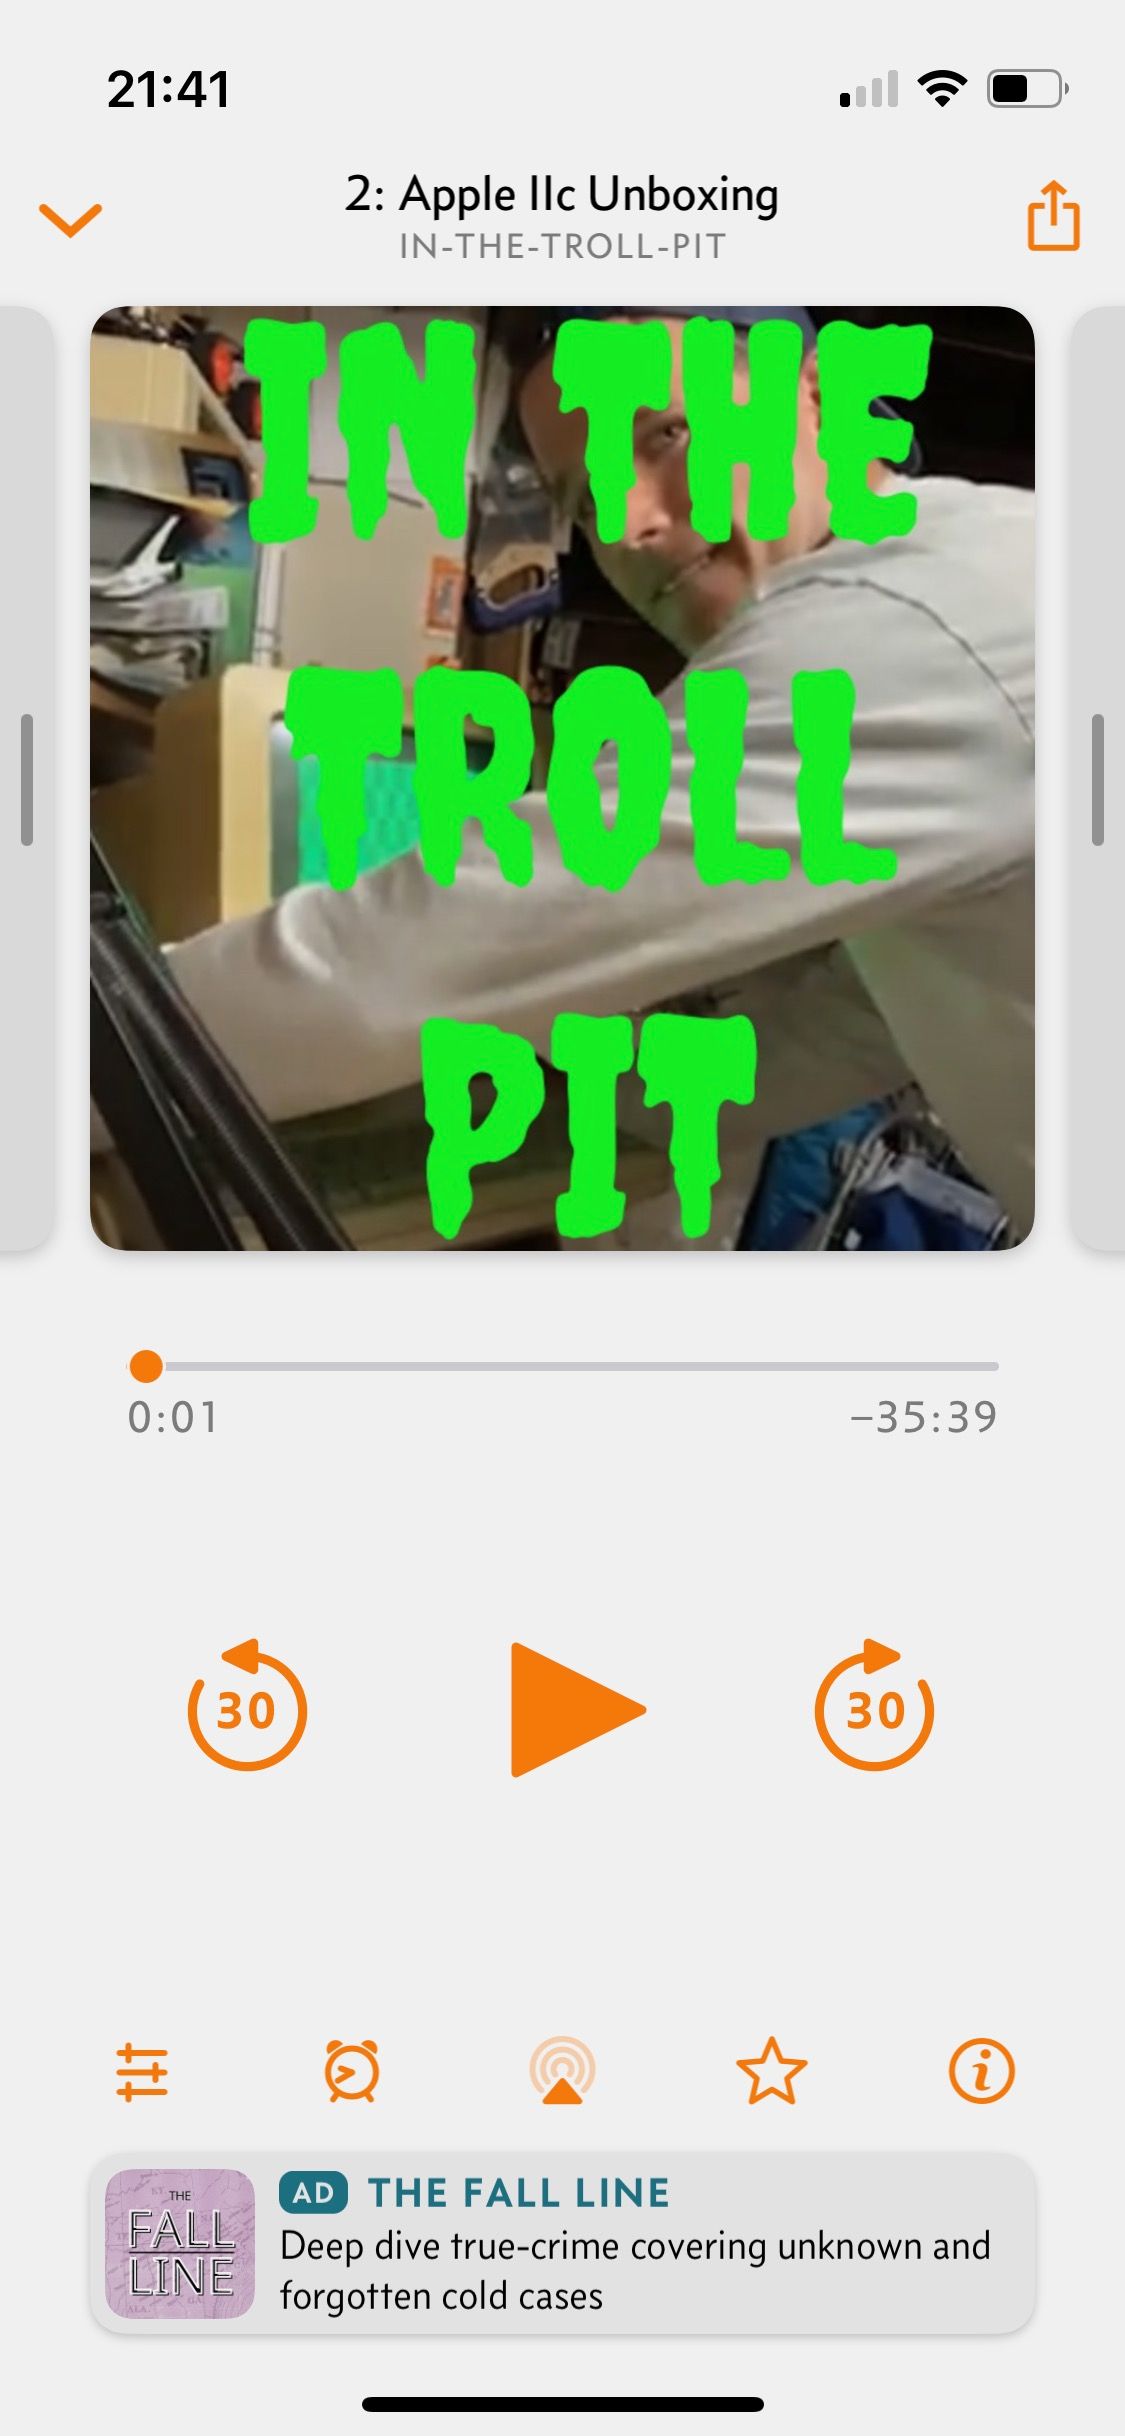 21:41
2: Apple IIc Unboxing
IN-THE-TROLL-PIT
IN THE
TROLL
PIT
0:01
–35:39
30
30
AD THE FALL LINE
Deep dive true-crime covering unknown and
forgotten cold cases
THE
FALL
LINE